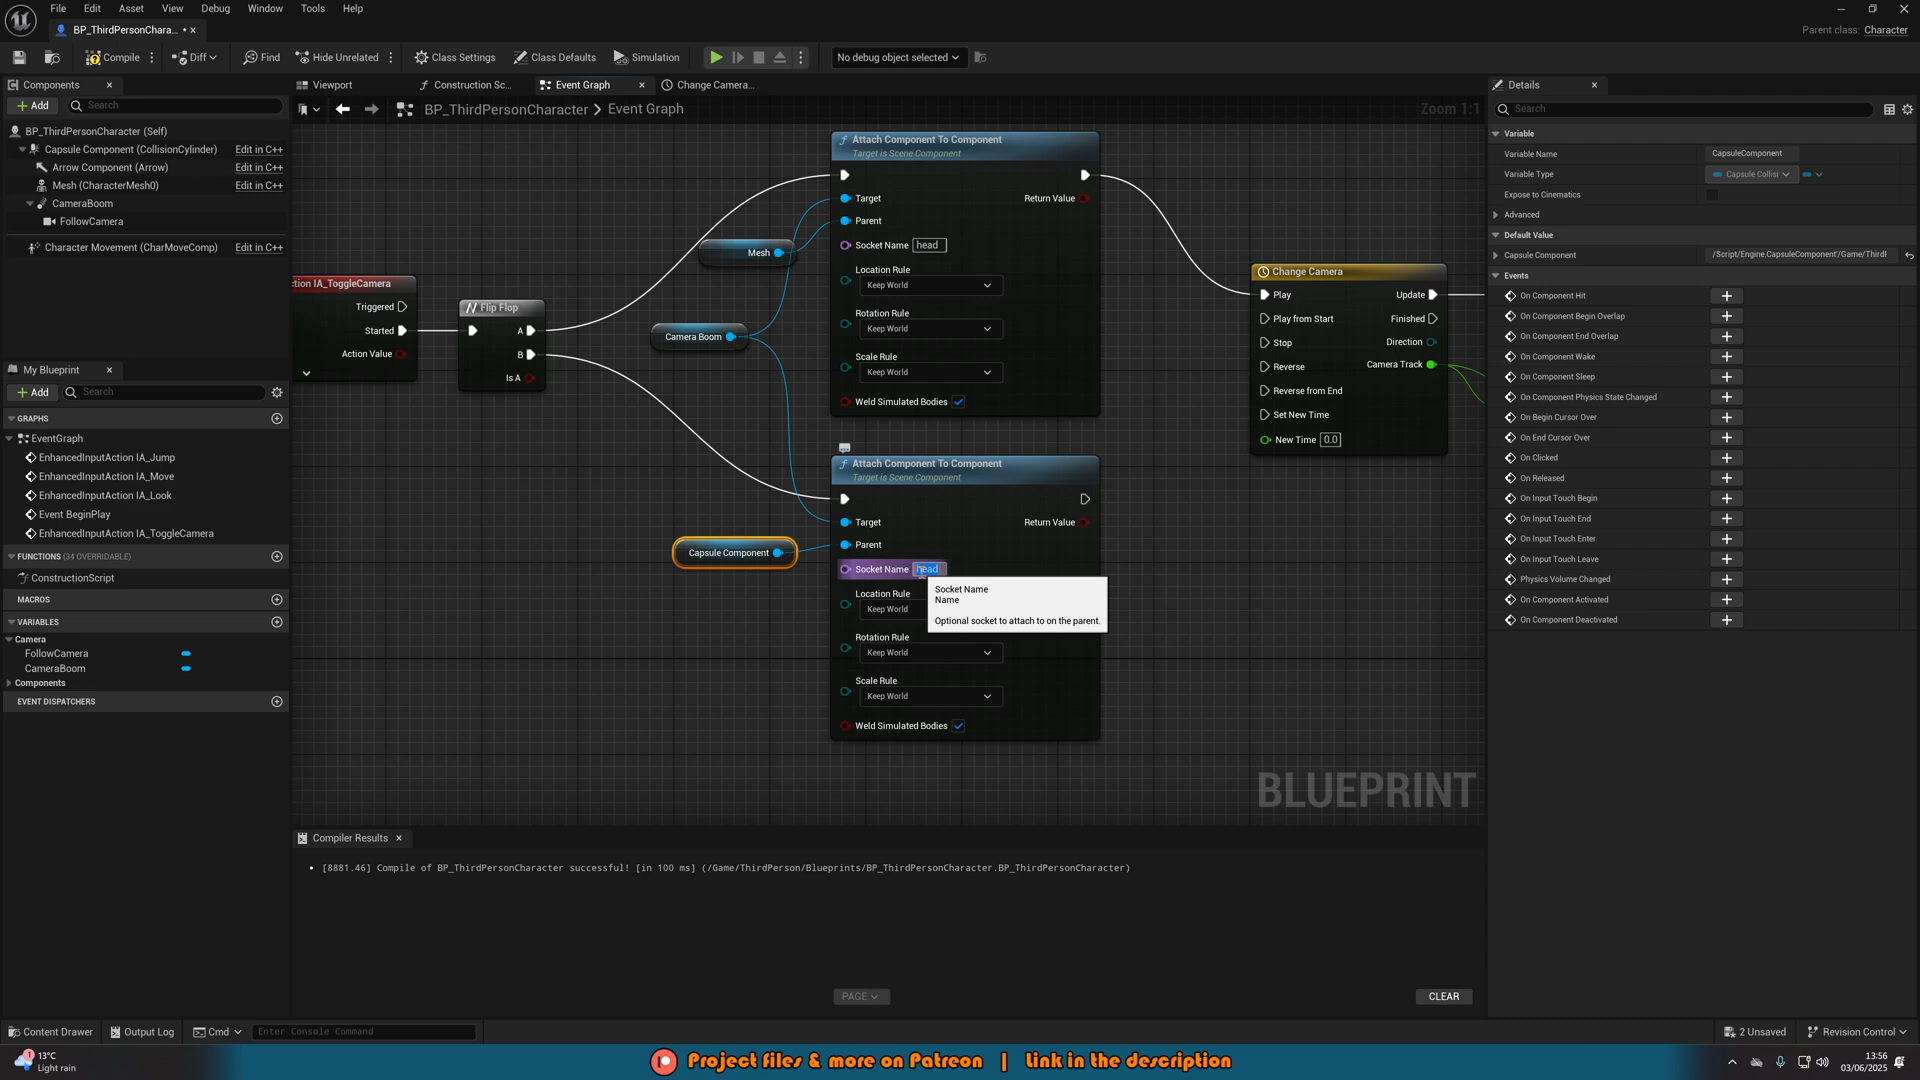 File Edit Asset View Debug Window Tools Help
BP_ThirdPersonChara... •
Parent class: Character
Compile Diff Find Hide Unrelated Class Settings Class Defaults Simulation No debug object selected
Components
Add Search
BP_ThirdPersonCharacter (Self)
Capsule Component (CollisionCylinder) Edit in C++
Arrow Component (Arrow) Edit in C++
Mesh (CharacterMesh0) Edit in C++
CameraBoom
FollowCamera
Character Movement (CharMoveComp) Edit in C++
My Blueprint
Add Search
GRAPHS
EventGraph
EnhancedInputAction IA_Jump
EnhancedInputAction IA_Move
EnhancedInputAction IA_Look
Event BeginPlay
EnhancedInputAction IA_ToggleCamera
FUNCTIONS (34 OVERRIDABLE)
ConstructionScript
MACROS
VARIABLES
Camera
FollowCamera
CameraBoom
Components
EVENT DISPATCHERS
Viewport Construction Sc... Event Graph Change Camera...
BP_ThirdPersonCharacter > Event Graph Zoom 1:1
ction IA_ToggleCamera
Triggered
Started
Action Value
Flip Flop
A
B
Is A
Mesh
Camera Boom
Capsule Component
Attach Component To Component
Target is Scene Component
Target
Return Value
Parent
Socket Name head
Location Rule
Keep World
Rotation Rule
Keep World
Scale Rule
Keep World
Weld Simulated Bodies
Attach Component To Component
Target is Scene Component
Target
Return Value
Parent
Socket Name head
Location Rule
Keep World
Rotation Rule
Keep World
Scale Rule
Keep World
Weld Simulated Bodies
Socket Name
Name
Optional socket to attach to on the parent.
Change Camera
Play Update
Play from Start Finished
Stop Direction
Reverse Camera Track
Reverse from End
Set New Time
New Time 0.0
BLUEPRINT
Compiler Results
[8881.46] Compile of BP_ThirdPersonCharacter successful! [in 100 ms] (/Game/ThirdPerson/Blueprints/BP_ThirdPersonCharacter.BP_ThirdPersonCharacter)
PAGE CLEAR
Details
Search
Variable
Variable Name CapsuleComponent
Variable Type Capsule Collisi
Expose to Cinematics
Advanced
Default Value
Capsule Component /Script/Engine.CapsuleComponent'/Game/Third
Events
On Component Hit
On Component Begin Overlap
On Component End Overlap
On Component Wake
On Component Sleep
On Component Physics State Changed
On Begin Cursor Over
On End Cursor Over
On Clicked
On Released
On Input Touch Begin
On Input Touch End
On Input Touch Enter
On Input Touch Leave
Physics Volume Changed
On Component Activated
On Component Deactivated
Content Drawer Output Log Cmd Enter Console Command 2 Unsaved Revision Control
1
13°C
Light rain
Project files & more on Patreon | Link in the description
13:56
03/06/2025